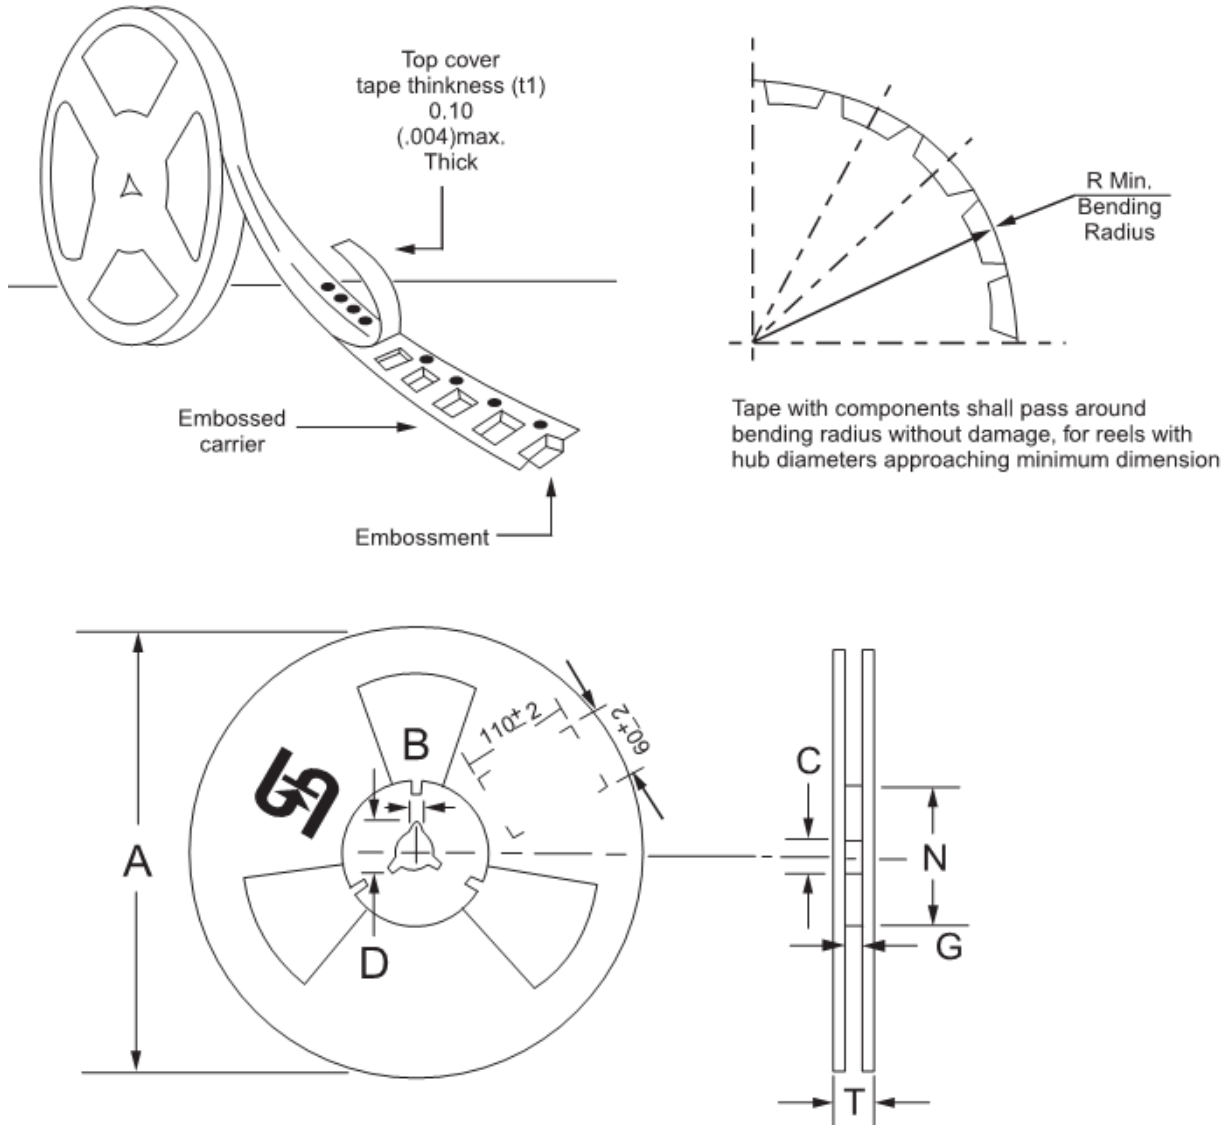 Top cover
tape thinkness (t1)
0.10
(.004)max.
Thick
Embossed
carrier
Embossment
R Min.
Bending
Radius
Tape with components shall pass around
bending radius without damage, for reels with
hub diameters approaching minimum dimension
A
B
110±2
60±2
D
C
N
G
T